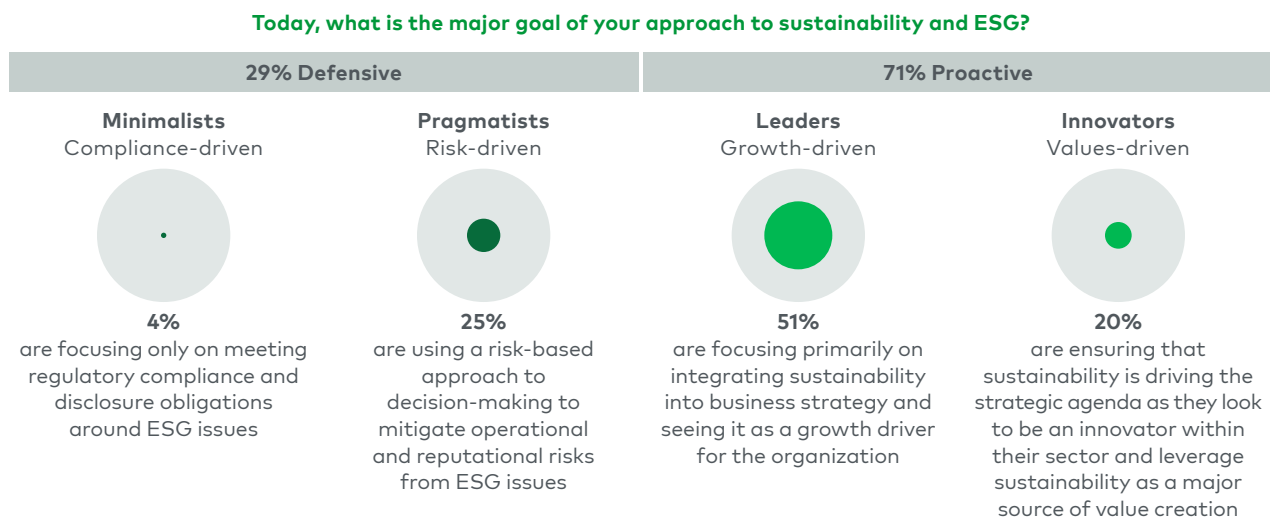 Today, what is the major goal of your approach to sustainability and ESG?
29% Defensive
71% Proactive
Minimalists
Compliance-driven
4%
are focusing only on meeting
regulatory compliance and
disclosure obligations
around ESG issues
Pragmatists
Risk-driven
25%
are using a risk-based
approach to
decision-making to
mitigate operational
and reputational risks
from ESG issues
Leaders
Growth-driven
51%
are focusing primarily on
integrating sustainability
into business strategy and
seeing it as a growth driver
for the organization
Innovators
Values-driven
20%
are ensuring that
sustainability is driving the
strategic agenda as they look
to be an innovator within
their sector and leverage
sustainability as a major
source of value creation